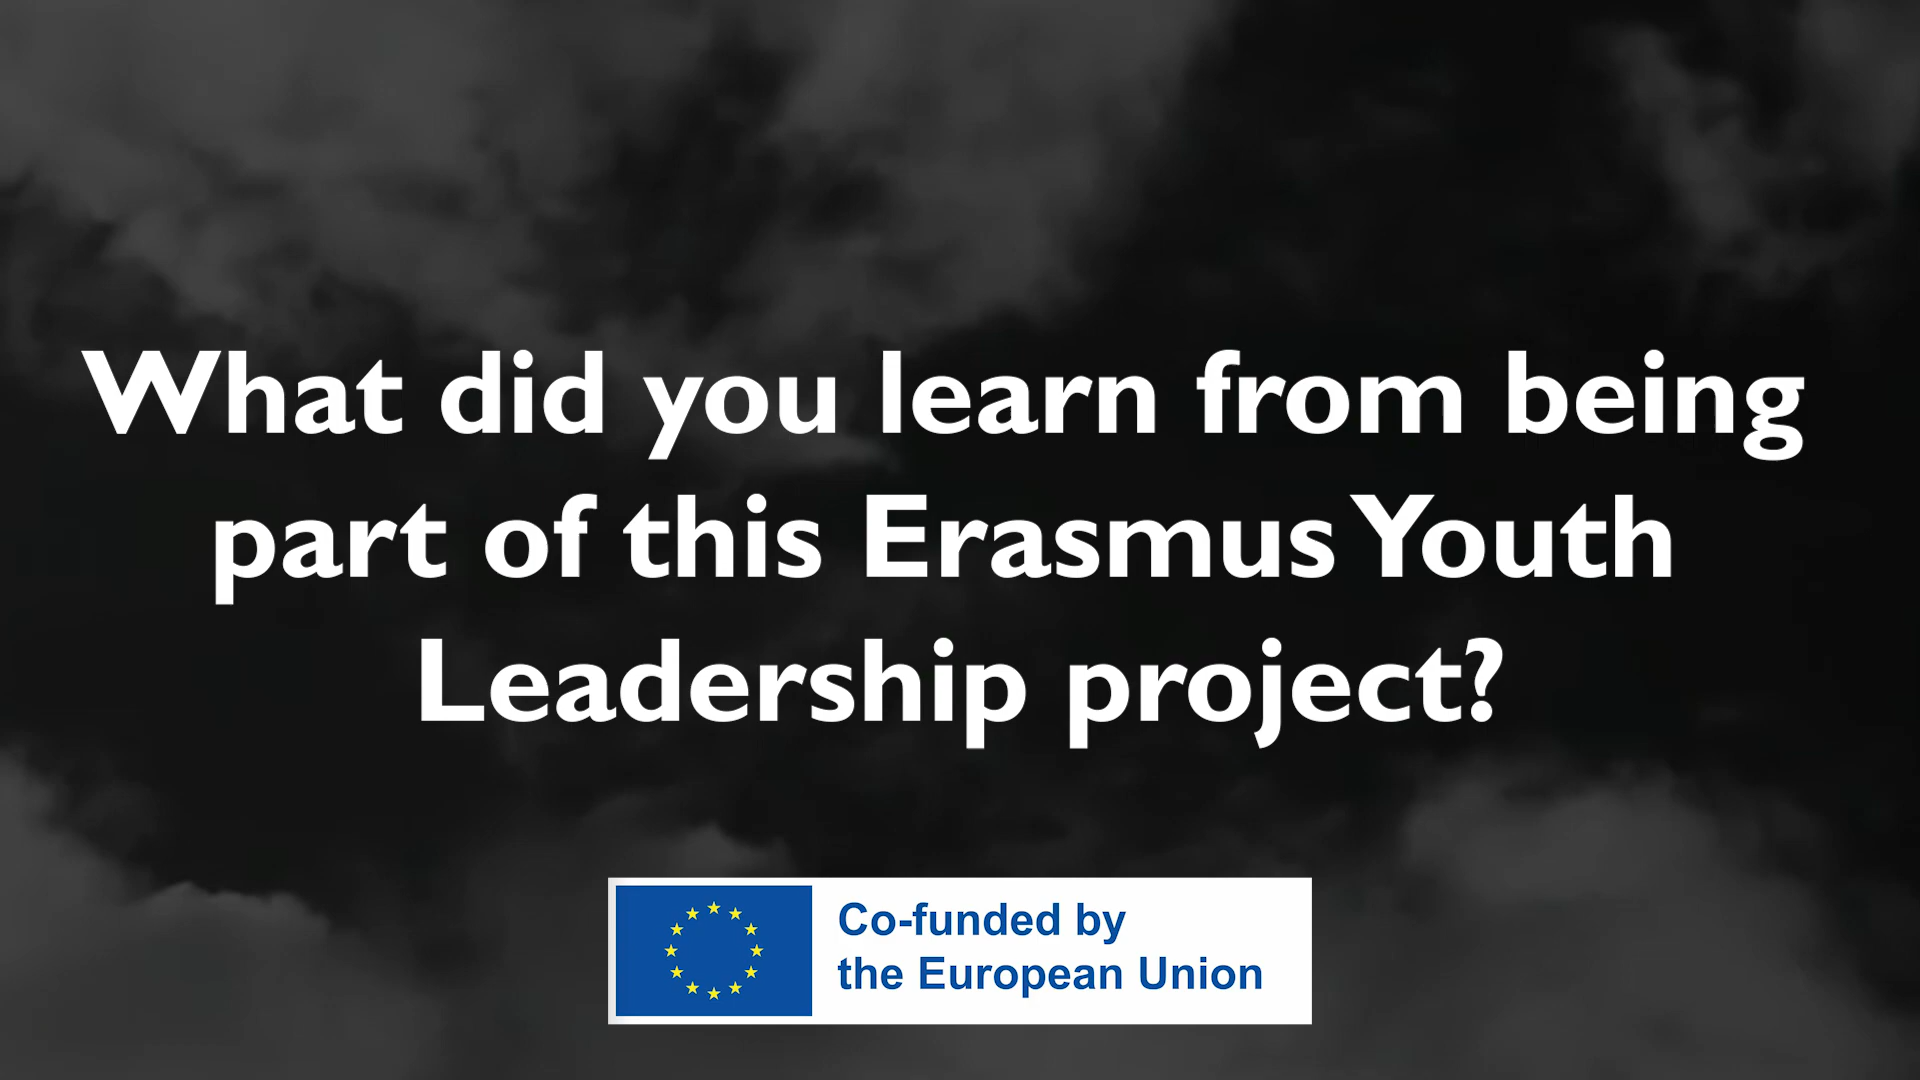 What did you learn from being
part of this Erasmus Youth
Leadership project?
Co-funded by
the European Union